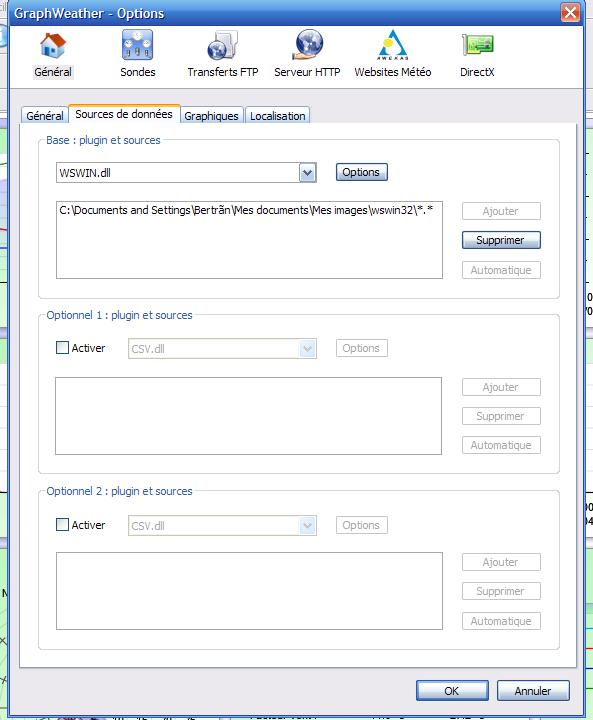 GraphWeather - Options
Général
Sondes
Transferts FTP
Serveur HTTP
Websites Météo
DirectX
AWEKAS
Général
Sources de données
Graphiques
Localisation
Base : plugin et sources
WSWIN.dll
Options
C:\Documents and Settings\Bertrãn\Mes documents\Mes images\wswin32\*.*
Ajouter
Supprimer
Automatique
Optionnel 1 : plugin et sources
Activer
CSV.dll
Options
Ajouter
Supprimer
Automatique
Optionnel 2 : plugin et sources
Activer
CSV.dll
Options
Ajouter
Supprimer
Automatique
OK
Annuler